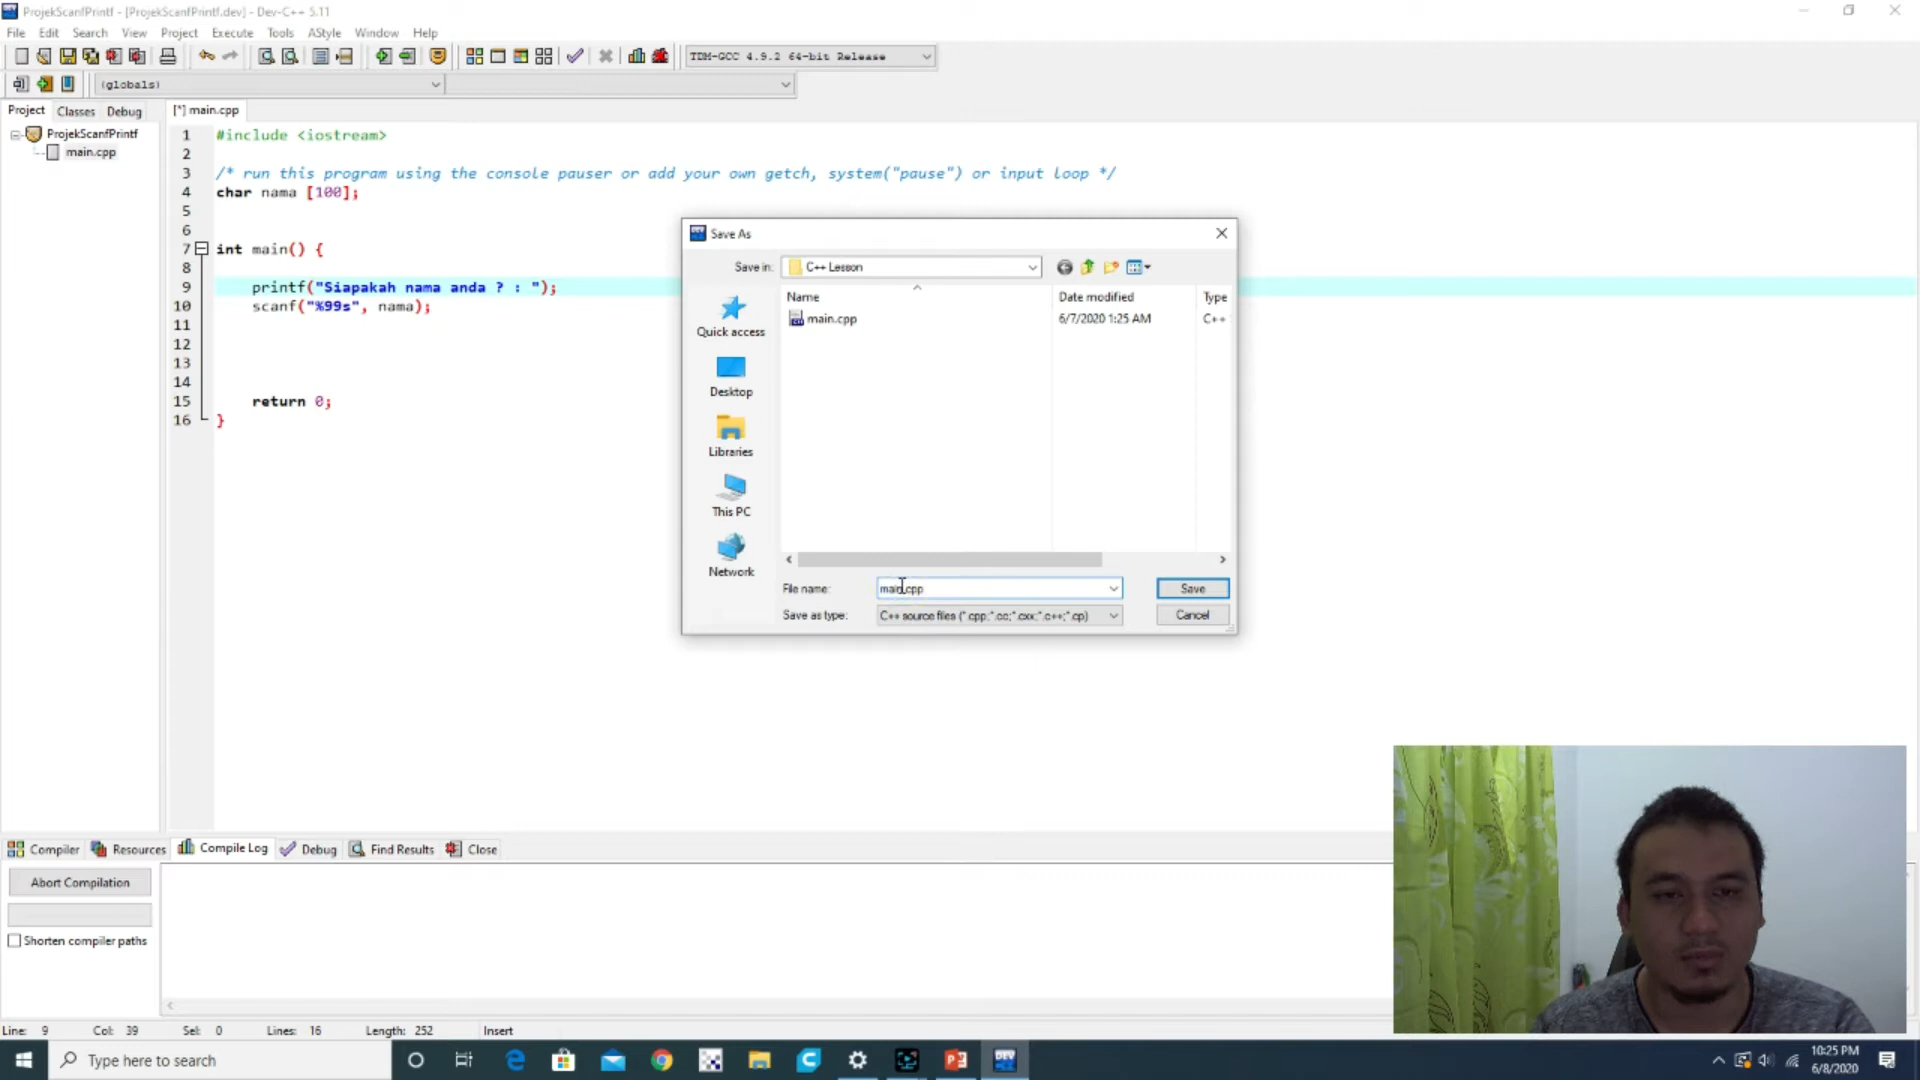 ProjekScanfPrintf - [ProjekScanfPrintf.dev] - Dev-C++ 5.11
File Edit Search View Project Execute Tools AStyle Window Help
TDM-GCC 4.9.2 64-bit Release
(globals)
Project Classes Debug [*] main.cpp
ProjekScanfPrintf
main.cpp
1 #include <iostream>
2
3 /* run this program using the console pauser or add your own getch, system("pause") or input loop */
4 char nama [100];
5
6
7 int main() {
8
9 printf("Siapakah nama anda ? : ");
10 scanf("%99s", nama);
11
12
13
14
15 return 0;
16 }
Save As
Save in: C++ Lesson
Name Date modified Type
main.cpp 6/7/2020 1:25 AM C++
Quick access
Desktop
Libraries
This PC
Network
File name: main.cpp Save
Save as type: C++ source files (*.cpp;*.cc;*.cxx;*.c++;*.cp) Cancel
Compiler Resources Compile Log Debug Find Results Close
Abort Compilation
Shorten compiler paths
Line: 9 Col: 39 Sel: 0 Lines: 16 Length: 252 Insert
Type here to search
DEV
10:25 PM
6/8/2020